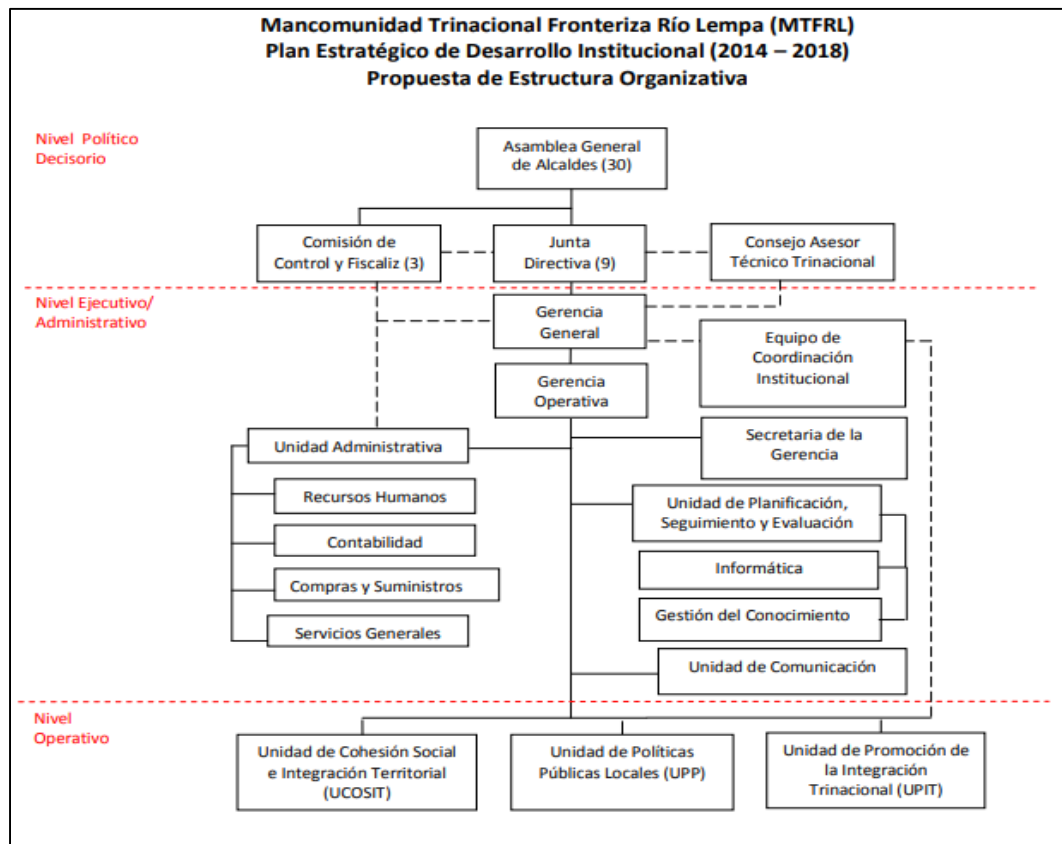 Mancomunidad Trinacional Fronteriza Río Lempa (MTFRL)
Plan Estratégico de Desarrollo Institucional (2014 – 2018)
Propuesta de Estructura Organizativa
Nivel Político
Decisorio
Asamblea General
de Alcaldes (30)
Comisión de
Control y Fiscaliz (3)
Junta
Directiva (9)
Consejo Asesor
Técnico Trinacional
Nivel Ejecutivo/
Administrativo
Gerencia
General
Equipo de
Coordinación
Institucional
Gerencia
Operativa
Unidad Administrativa
Secretaria de la
Gerencia
Recursos Humanos
Unidad de Planificación,
Seguimiento y Evaluación
Contabilidad
Informática
Compras y Suministros
Gestión del Conocimiento
Servicios Generales
Unidad de Comunicación
Nivel
Operativo
Unidad de Cohesión Social
e Integración Territorial
(UCOSIT)
Unidad de Políticas
Públicas Locales (UPP)
Unidad de Promoción de
la Integración
Trinacional (UPIT)